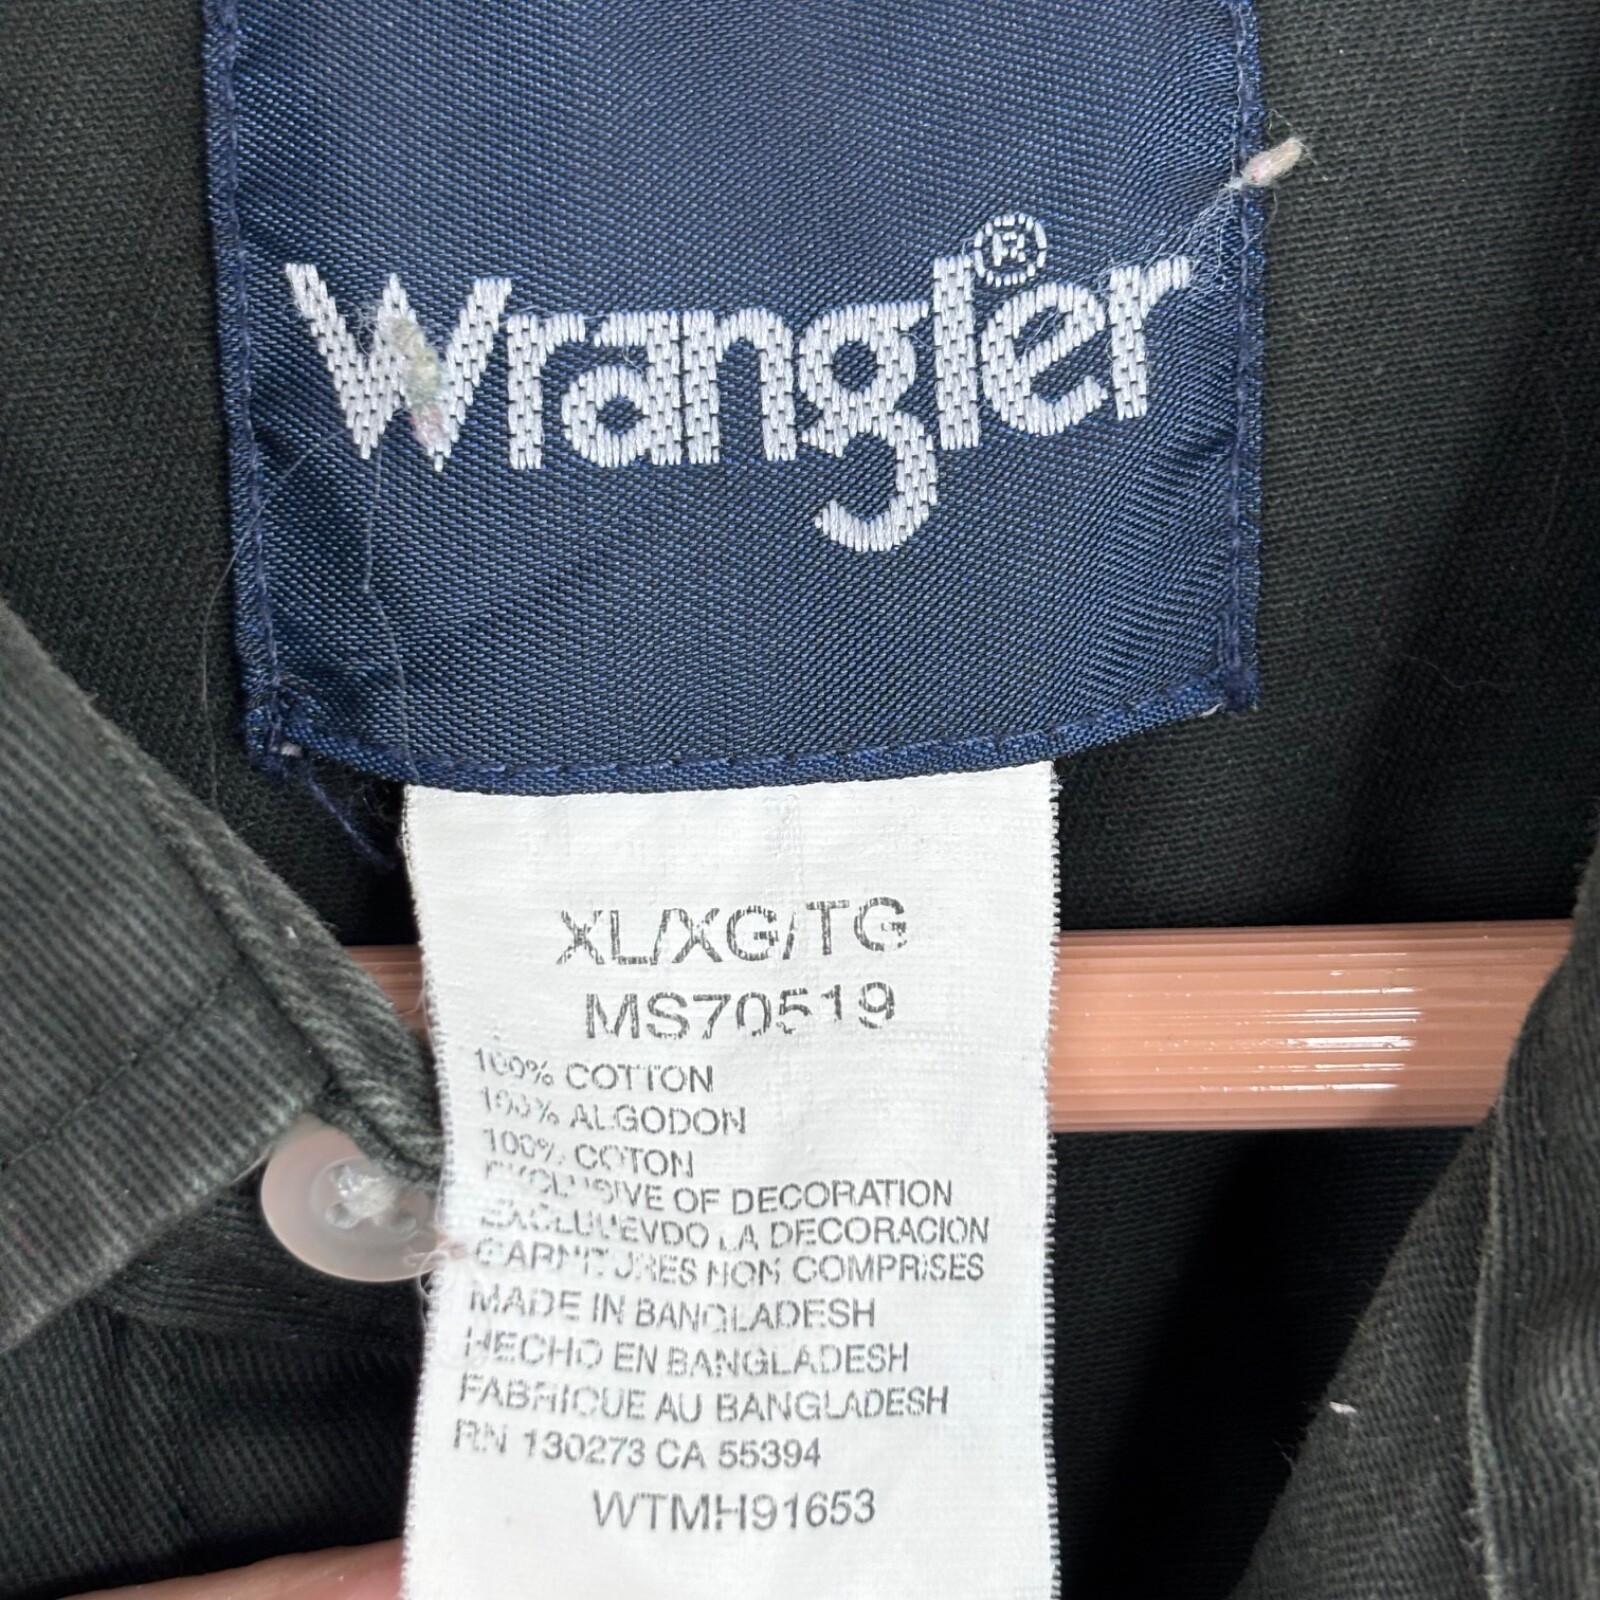 Wrangler®
XL/XG/TG
MS70519
100% COTTON
100% ALGODON
100% COTON
EXCLUSIVE OF DECORATION
EXCLUUEVDO LA DECORACION
GARNITURES NON COMPRISES
MADE IN BANGLADESH
HECHO EN BANGLADESH
FABRIQUE AU BANGLADESH
RN 130273 CA 55394
WTMH91653